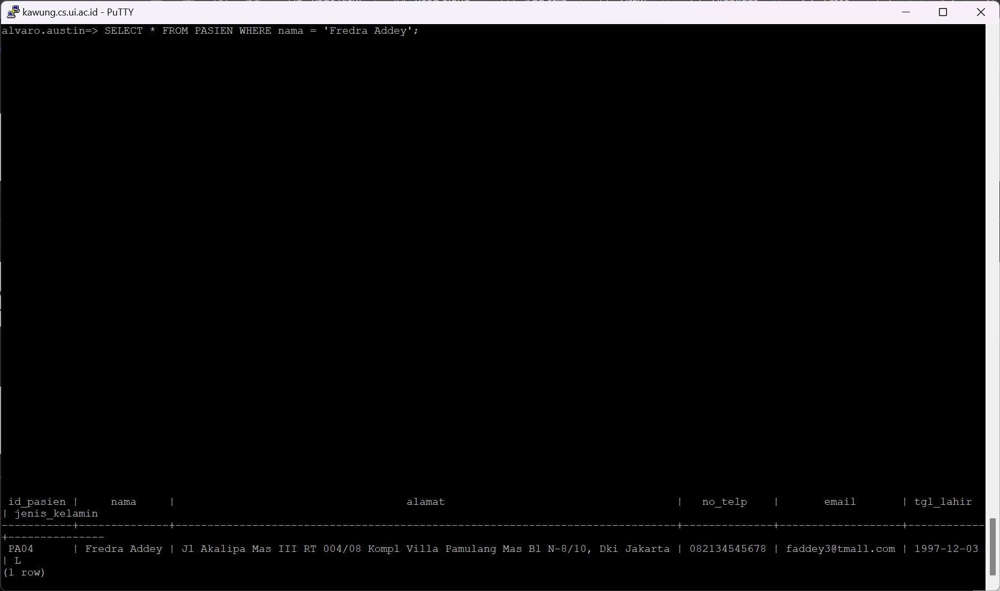 kawung.cs.ui.ac.id - PuTTY
alvaro.austin=> SELECT * FROM PASIEN WHERE nama = 'Fredra Addey';
 id_pasien |     nama     |                                    alamat                                    |   no_telp    |       email       | tgl_lahir
| jenis_kelamin
-----------+--------------+------------------------------------------------------------------------------+--------------+-------------------+------------
+---------------
 PA04      | Fredra Addey | Jl Akalipa Mas III RT 004/08 Kompl Villa Pamulang Mas Bl N-8/10, Dki Jakarta | 082134545678 | faddey3@tmall.com | 1997-12-03
| L
(1 row)